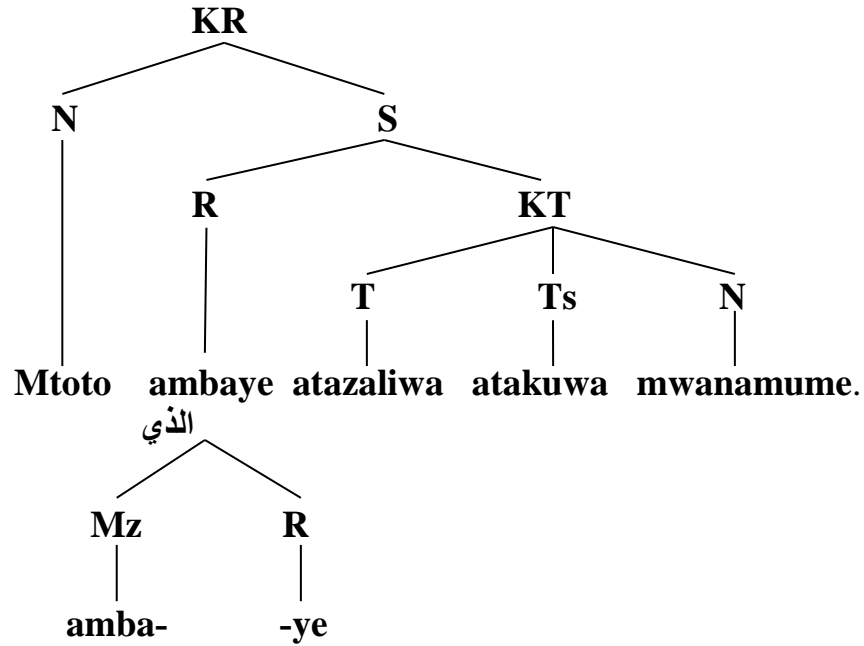 KR
N S
R KT
T Ts N
Mtoto ambaye atazaliwa atakuwa mwanamume.
الذي
Mz R
amba- -ye